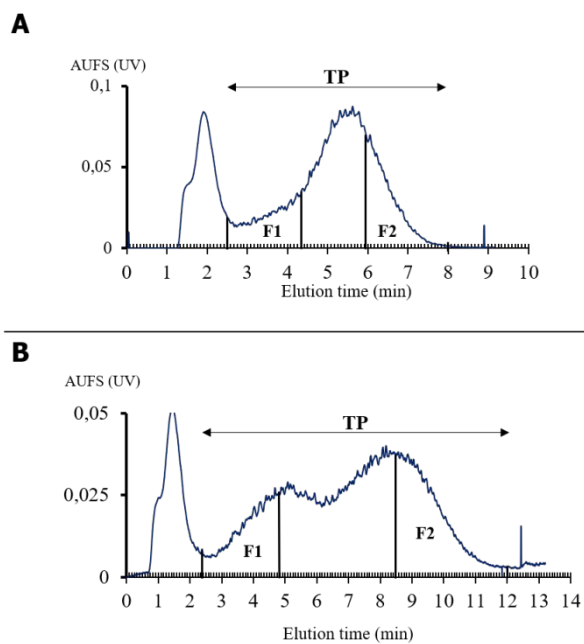 A
AUFS (UV)
TP
0,1
0,05
0
F1
F2
0 1 2 3 4 5 6 7 8 9 10
Elution time (min)
B
AUFS (UV)
TP
0,05
0,025
0
F1
F2
0 1 2 3 4 5 6 7 8 9 10 11 12 13 14
Elution time (min)